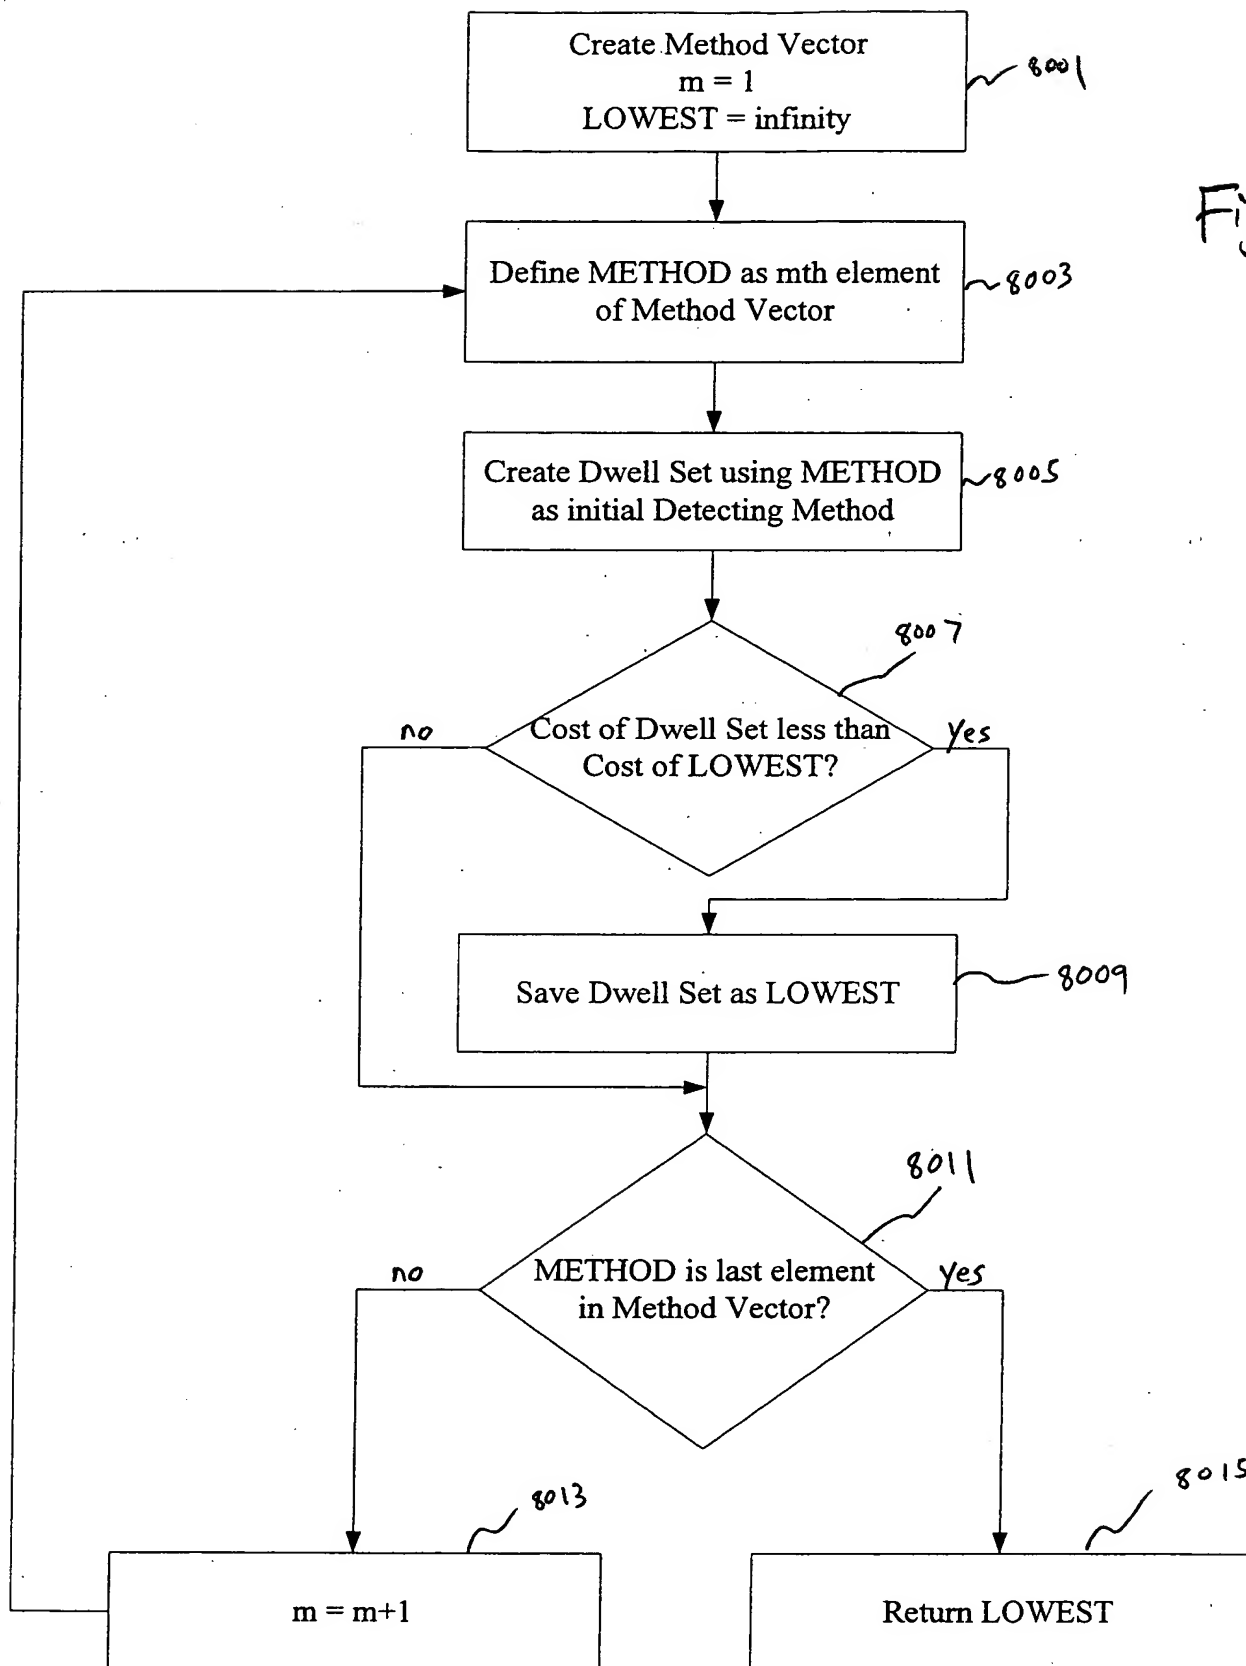 Create Method Vector
m = 1
LOWEST = infinity
8001
Fig
Define METHOD as mth element
of Method Vector
8003
Create Dwell Set using METHOD
as initial Detecting Method
8005
8007
no
Cost of Dwell Set less than
Cost of LOWEST?
yes
Save Dwell Set as LOWEST
8009
8011
no
METHOD is last element
in Method Vector?
yes
8013
8015
m = m+1
Return LOWEST